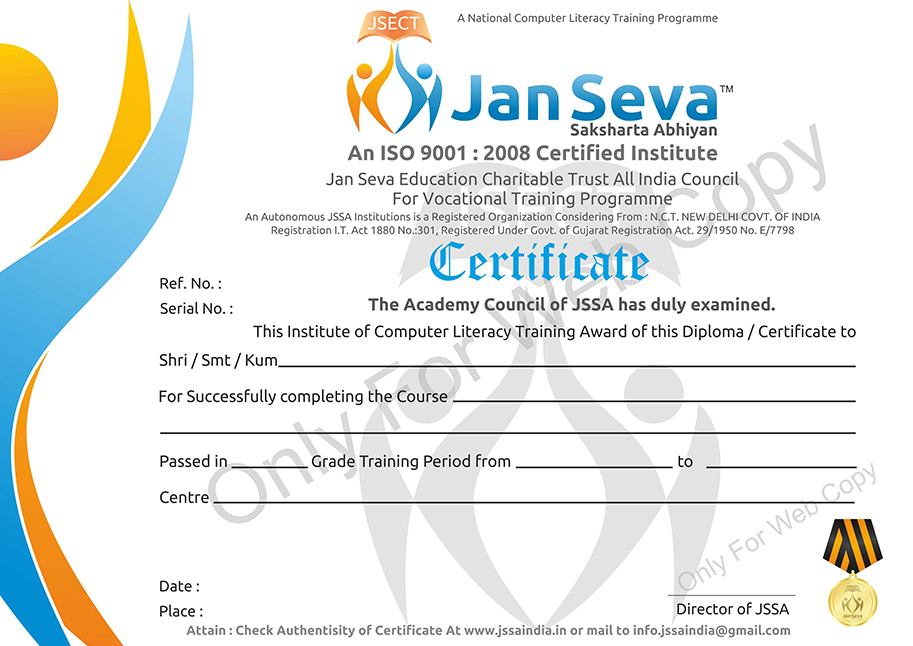 JSECT
A National Computer Literacy Training Programme
Jan Seva™
Saksharta Abhiyan
An ISO 9001 : 2008 Certified Institute
Jan Seva Education Charitable Trust All India Council
For Vocational Training Programme
An Autonomous JSSA Institutions is a Registered Organization Considering From : N.C.T. NEW DELHI COVT. OF INDIA
Registration I.T. Act 1880 No.:301, Registered Under Govt. of Gujarat Registration Act. 29/1950 No. E/7798
Certificate
Ref. No. :
Serial No. :
The Academy Council of JSSA has duly examined.
This Institute of Computer Literacy Training Award of this Diploma / Certificate to
Shri / Smt / Kum
For Successfully completing the Course
Passed in Grade Training Period from to
Centre
Only For Web Copy
Only For Web Copy
Date :
Place :
Director of JSSA
Attain : Check Authentisity of Certificate At www.jssaindia.in or mail to info.jssaindia@gmail.com